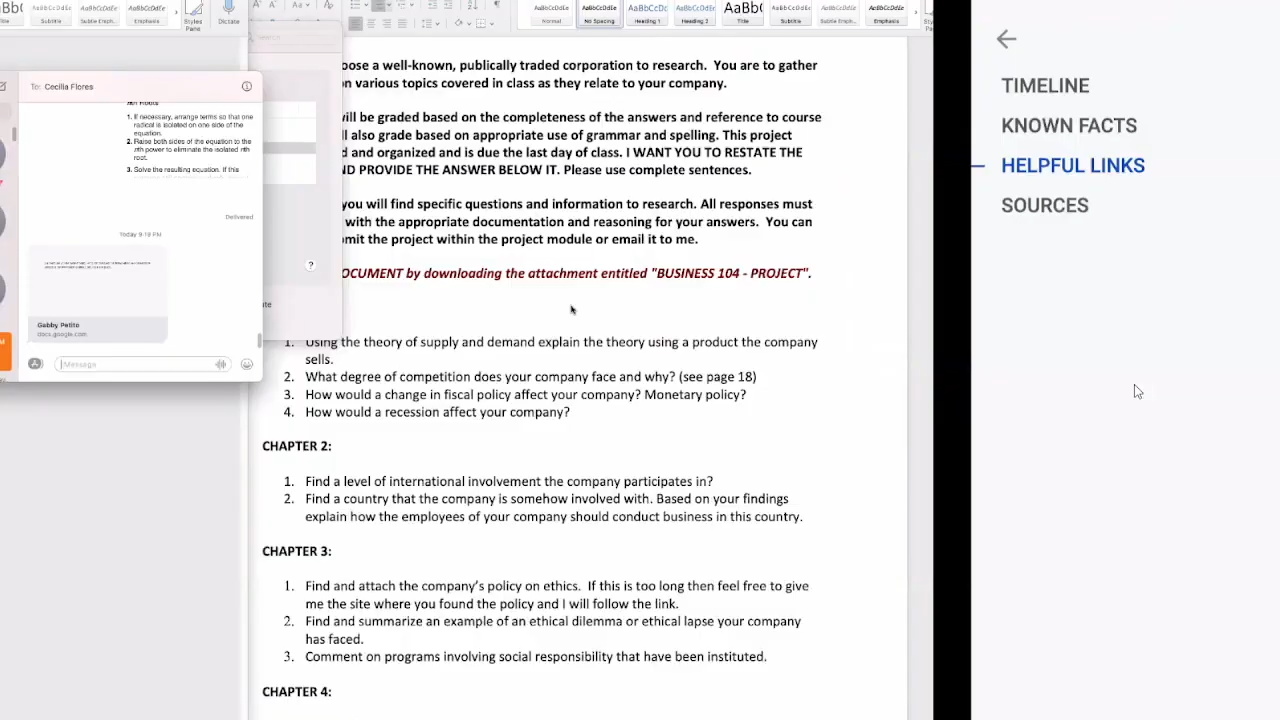 Subtitle
Subtle Emph...
Emphasis
Styles
Pane
Dictate
AaBbCcDdEe
AaBbCcDdEe
AaBbCcDc
AaBbCcDdEe
AaBb(
AaBbCcDdEe
AaBbCcDdEe
AaBbCcDdEe
Normal
No Spacing
Heading 1
Heading 2
Title
Subtitle
Subtle Emph...
Emphasis
To: Cecilia Flores
1. If necessary, arrange terms so that one
radical is isolated on one side of the
equation.
2. Raise both sides of the equation to the
nth power to eliminate the isolated nth
root.
3. Solve the resulting equation. If this
Delivered
Today 9:19 PM
Gabby Petito
docs.google.com
Message
?
oose a well-known, publically traded corporation to research. You are to gather
n various topics covered in class as they relate to your company.
will be graded based on the completeness of the answers and reference to course
ll also grade based on appropriate use of grammar and spelling. This project
d and organized and is due the last day of class. I WANT YOU TO RESTATE THE
ND PROVIDE THE ANSWER BELOW IT. Please use complete sentences.
you will find specific questions and information to research. All responses must
with the appropriate documentation and reasoning for your answers. You can
omit the project within the project module or email it to me.
OCUMENT by downloading the attachment entitled "BUSINESS 104 - PROJECT".
1. Using the theory of supply and demand explain the theory using a product the company
sells.
2. What degree of competition does your company face and why? (see page 18)
3. How would a change in fiscal policy affect your company? Monetary policy?
4. How would a recession affect your company?
CHAPTER 2:
1. Find a level of international involvement the company participates in?
2. Find a country that the company is somehow involved with. Based on your findings
explain how the employees of your company should conduct business in this country.
CHAPTER 3:
1. Find and attach the company's policy on ethics. If this is too long then feel free to give
me the site where you found the policy and I will follow the link.
2. Find and summarize an example of an ethical dilemma or ethical lapse your company
has faced.
3. Comment on programs involving social responsibility that have been instituted.
CHAPTER 4:
TIMELINE
KNOWN FACTS
HELPFUL LINKS
SOURCES